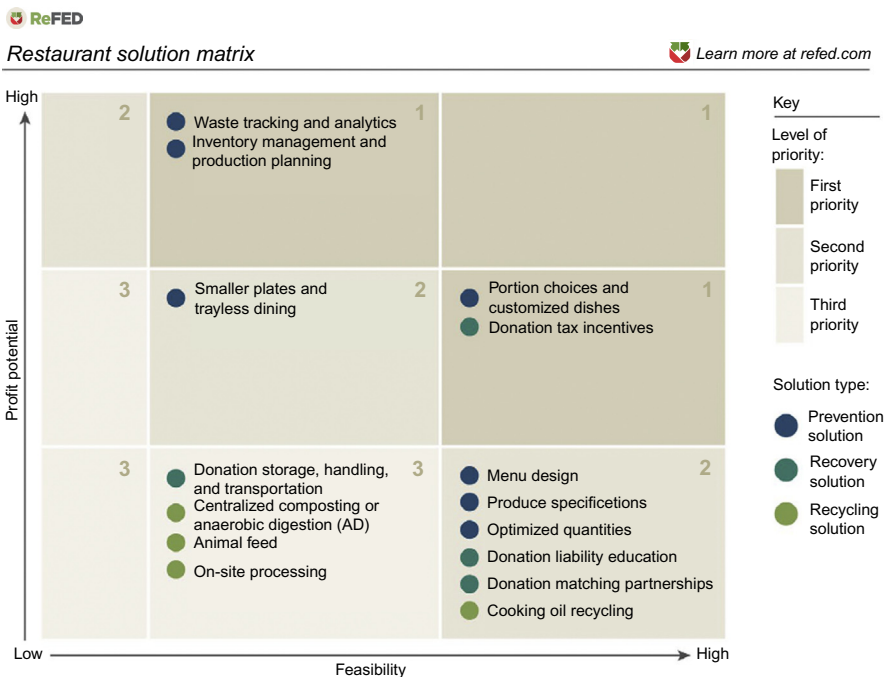 ReFED
Restaurant solution matrix
Learn more at refed.com
High
2
Waste tracking and analytics
Inventory management and
production planning
1
1
3
Smaller plates and
trayless dining
2
Portion choices and
customized dishes
Donation tax incentives
1
3
Donation storage, handling,
and transportation
Centralized composting or
anaerobic digestion (AD)
Animal feed
On-site processing
3
Menu design
Produce specifications
Optimized quantities
Donation liability education
Donation matching partnerships
Cooking oil recycling
2
Profit potential
Low
Feasibility
High
Key
Level of
priority:
First
priority
Second
priority
Third
priority
Solution type:
Prevention
solution
Recovery
solution
Recycling
solution